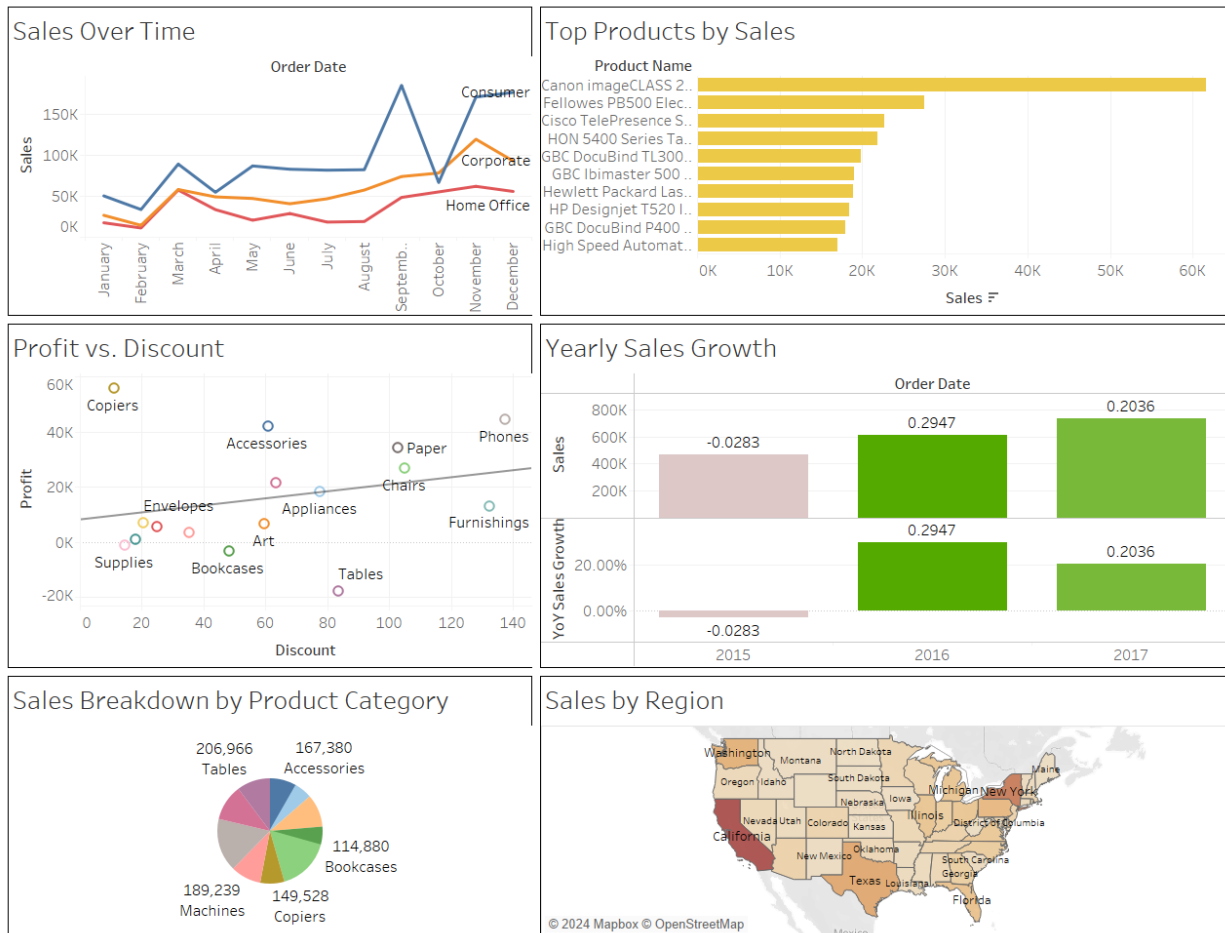 Sales Over Time
Order Date
Sales
150K
100K
50K
0K
Consumer
Corporate
Home Office
January
February
March
April
May
June
July
August
Septemb..
October
November
December
Top Products by Sales
Product Name
Canon imageCLASS 2..
Fellowes PB500 Elec..
Cisco TelePresence S..
HON 5400 Series Ta..
GBC DocuBind TL300..
GBC Ibimaster 500 ..
Hewlett Packard Las..
HP Designjet T520 I..
GBC DocuBind P400 ..
High Speed Automat..
0K
10K
20K
30K
40K
50K
60K
Sales
Profit vs. Discount
Profit
60K
40K
20K
0K
-20K
Copiers
Accessories
Phones
Paper
Chairs
Envelopes
Appliances
Furnishings
Art
Supplies
Bookcases
Tables
0
20
40
60
80
100
120
140
Discount
Yearly Sales Growth
Order Date
Sales
800K
600K
400K
200K
-0.0283
0.2947
0.2036
YoY Sales Growth
20.00%
0.00%
-0.0283
0.2947
0.2036
2015
2016
2017
Sales Breakdown by Product Category
206,966
Tables
167,380
Accessories
114,880
Bookcases
189,239
Machines
149,528
Copiers
Sales by Region
Washington
Montana
North Dakota
Maine
Oregon
Idaho
South Dakota
Michigan
New York
Nebraska
Iowa
Nevada
Utah
Colorado
Illinois
District of Columbia
California
Kansas
New Mexico
Oklahoma
South Carolina
Georgia
Texas
Louisiana
Florida
Mexico
© 2024 Mapbox © OpenStreetMap